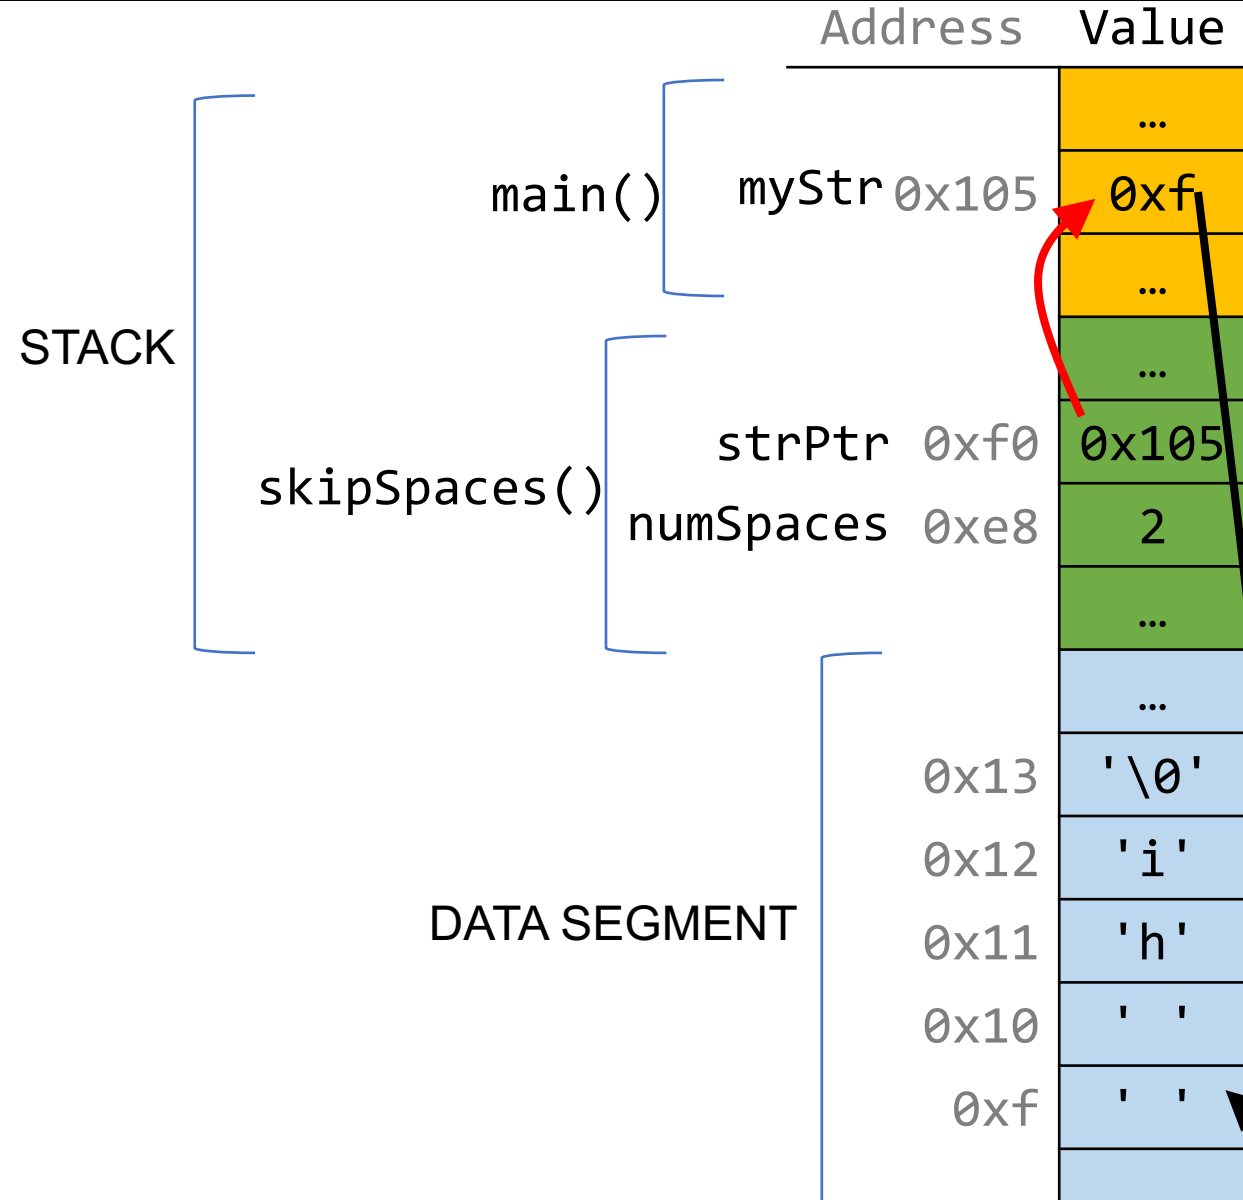 Address Value
…
main() myStr 0x105 0xf
…
STACK
…
strPtr 0xf0 0x105
skipSpaces()
numSpaces 0xe8 2
…
…
0x13 '\0'
0x12 'i'
DATA SEGMENT
0x11 'h'
0x10 ' '
0xf ' '